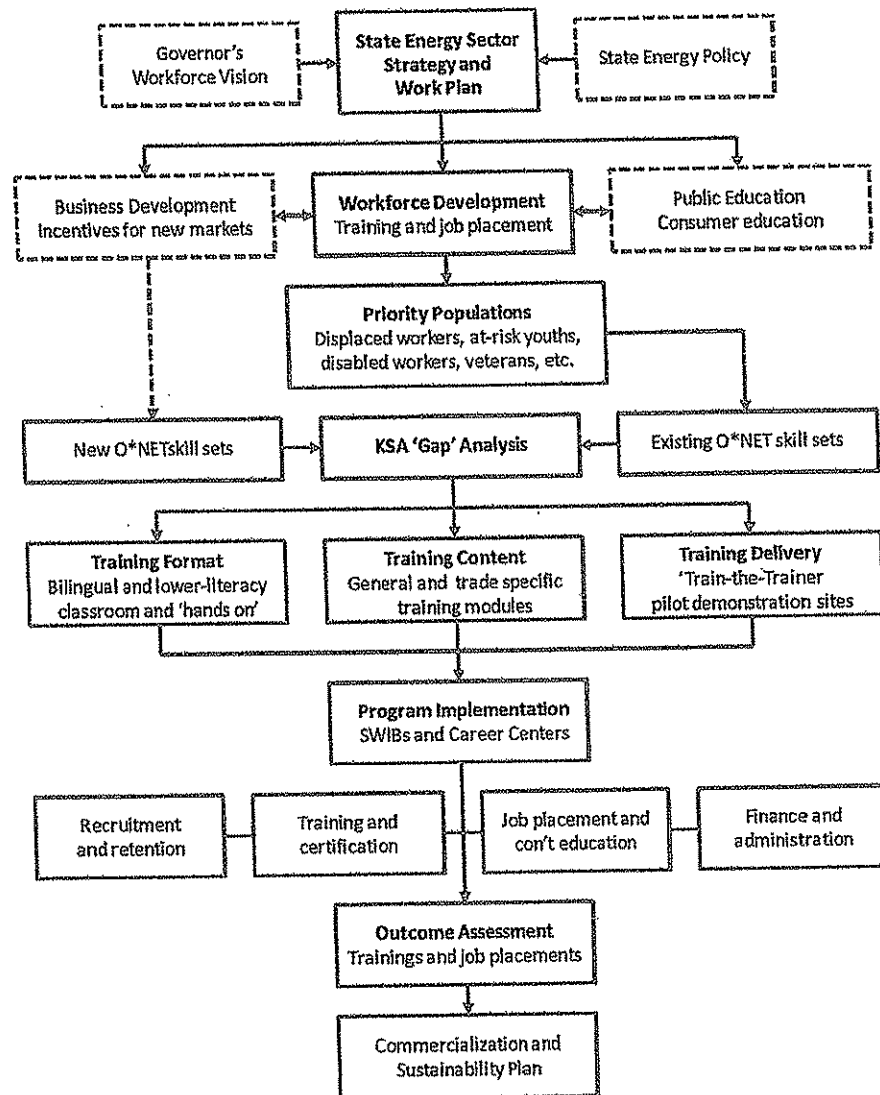 Governor's
Workforce Vision
State Energy Sector
Strategy and
Work Plan
State Energy Policy
Business Development
Incentives for new markets
Workforce Development
Training and job placement
Public Education
Consumer education
Priority Populations
Displaced workers, at-risk youths,
disabled workers, veterans, etc.
New O*NETskill sets
KSA 'Gap' Analysis
Existing O*NET skill sets
Training Format
Bilingual and lower-literacy
classroom and 'hands on'
Training Content
General and trade specific
training modules
Training Delivery
'Train-the-Trainer
pilot demonstration sites
Program Implementation
SWIBs and Career Centers
Recruitment
and retention
Training and
certification
Job placement and
con't education
Finance and
administration
Outcome Assessment
Trainings and job placements
Commercialization and
Sustainability Plan